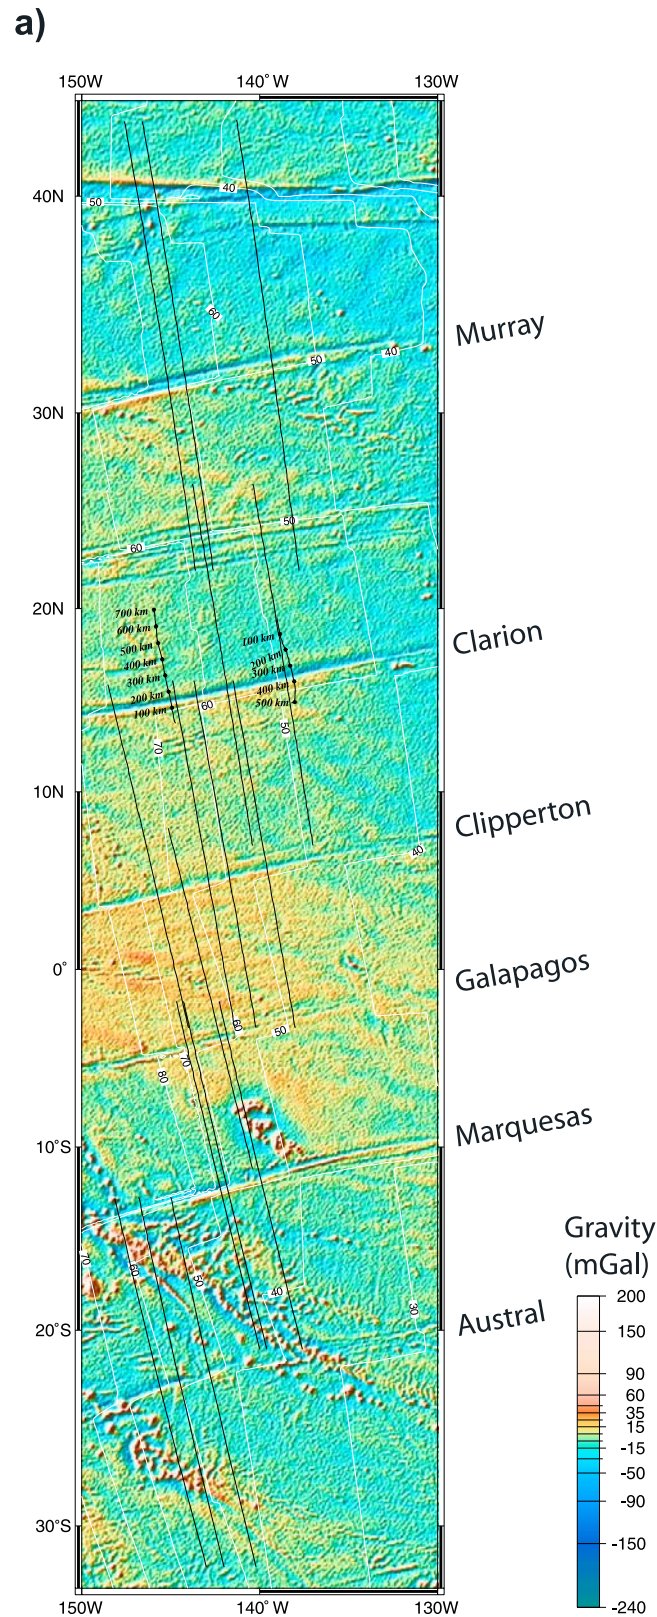 a)
150W
140°W
130W
40
40N
50
60
Murray
50
40
30N
50
60
20N
700 km
600 km
500 km
400 km
300 km
200 km
100 km
100 km
200 km
300 km
400 km
500 km
Clarion
60
50
70
10N
Clipperton
40
0°
Galapagos
60
50
70
80
Marquesas
10°S
70
60
50
40
30
Austral
20°S
30°S
150W
140°W
130W
Gravity
(mGal)
200
150
90
60
35
15
-15
-50
-90
-150
-240